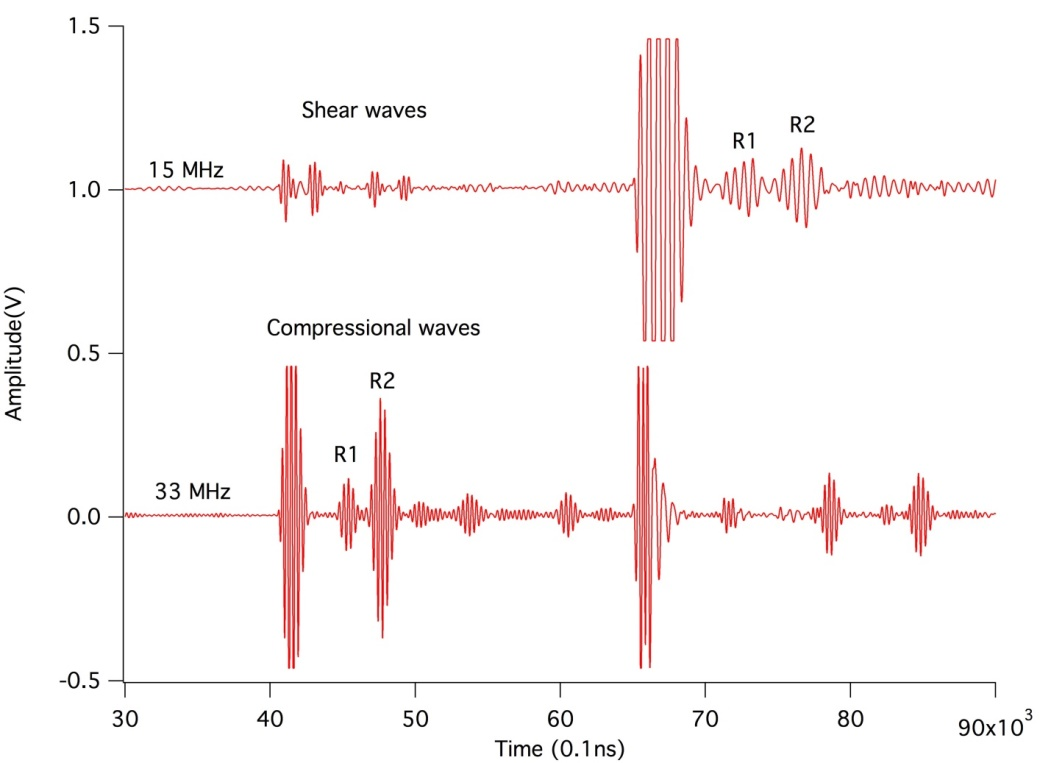 1.5
Shear waves
R1
R2
15 MHz
1.0
Compressional waves
0.5
R2
R1
33 MHz
0.0
-0.5
Amplitude(V)
30
40
50
60
70
80
90x10³
Time (0.1ns)